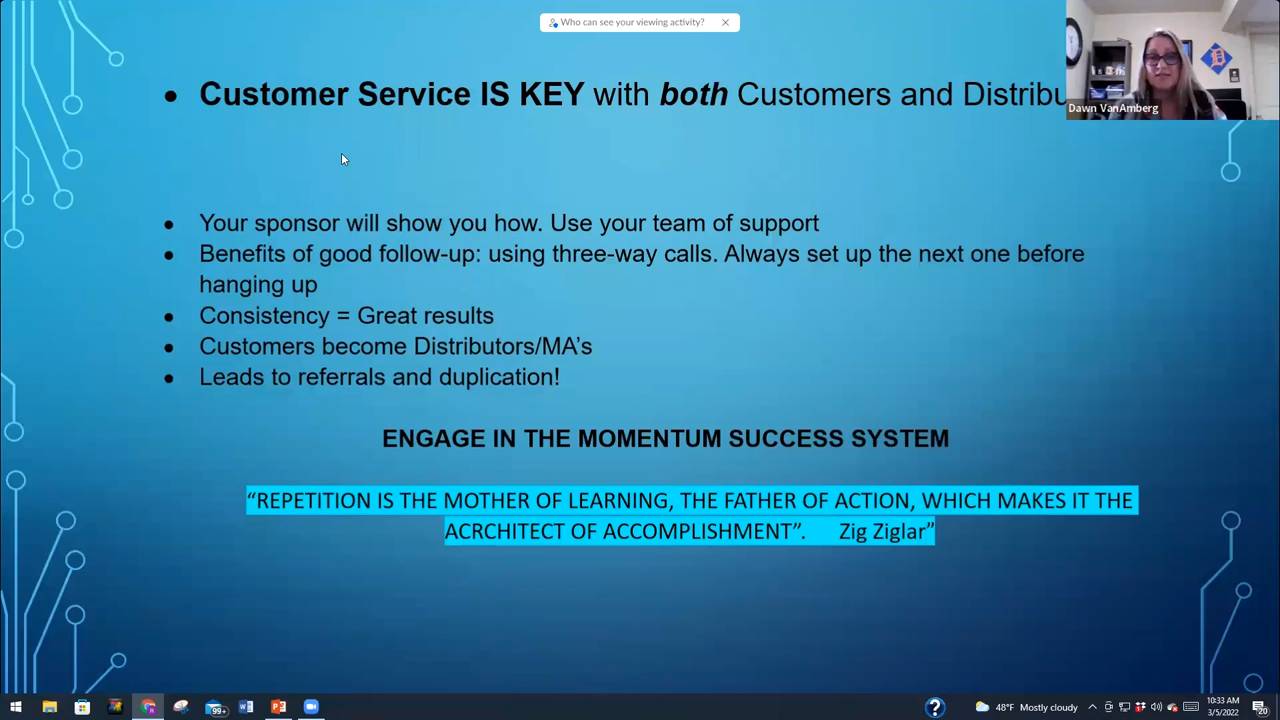 Who can see your viewing activity?
Customer Service IS KEY with both Customers and Distribu
Dawn VanAmberg
Your sponsor will show you how. Use your team of support
Benefits of good follow-up: using three-way calls. Always set up the next one before
hanging up
Consistency = Great results
Customers become Distributors/MA’s
Leads to referrals and duplication!
ENGAGE IN THE MOMENTUM SUCCESS SYSTEM
“REPETITION IS THE MOTHER OF LEARNING, THE FATHER OF ACTION, WHICH MAKES IT THE
ACRCHITECT OF ACCOMPLISHMENT”. Zig Ziglar”
99+
48°F Mostly cloudy
10:33 AM
3/5/2022
20